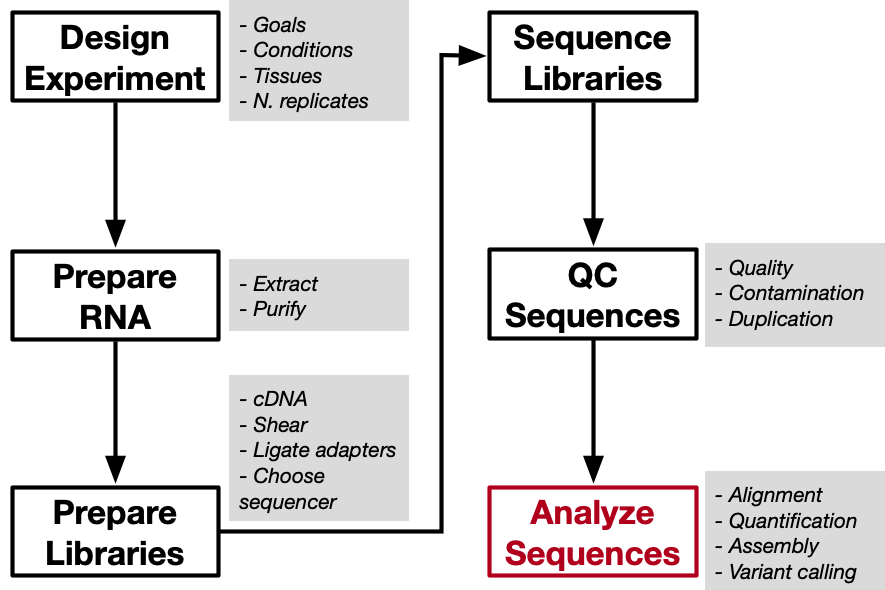 Design
Experiment
- Goals
- Conditions
- Tissues
- N. replicates
Prepare
RNA
- Extract
- Purify
Prepare
Libraries
- cDNA
- Shear
- Ligate adapters
- Choose
sequencer
Sequence
Libraries
QC
Sequences
- Quality
- Contamination
- Duplication
Analyze
Sequences
- Alignment
- Quantification
- Assembly
- Variant calling